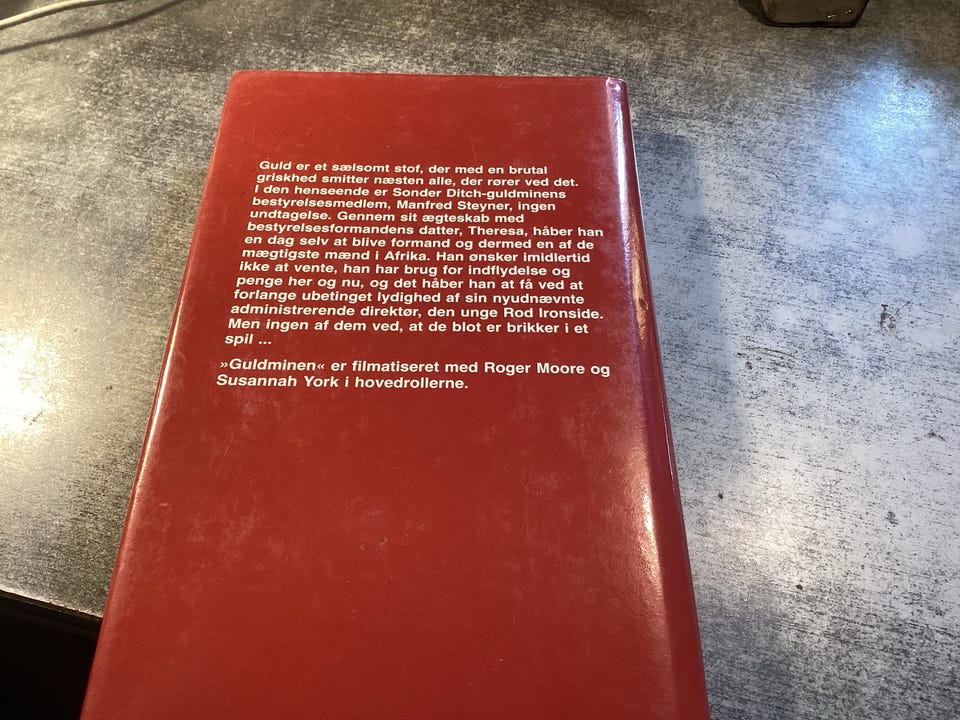 Guld er et sælsomt stof, der med en brutal
griskhed smitter næsten alle, der rører ved det.
I den henseende er Sonder Ditch-guldminens
bestyrelsesmedlem, Manfred Steyner, ingen
undtagelse. Gennem sit ægteskab med
bestyrelsesformandens datter, Theresa, håber han
en dag selv at blive formand og dermed en af de
mægtigste mænd i Afrika. Han ønsker imidlertid
ikke at vente, han har brug for indflydelse og
penge her og nu, og det håber han at få ved at
forlange ubetinget lydighed af sin nyudnævnte
administrerende direktør, den unge Rod Ironside.
Men ingen af dem ved, at de blot er brikker i et
spil ...
»Guldminen« er filmatiseret med Roger Moore og
Susannah York i hovedrollerne.